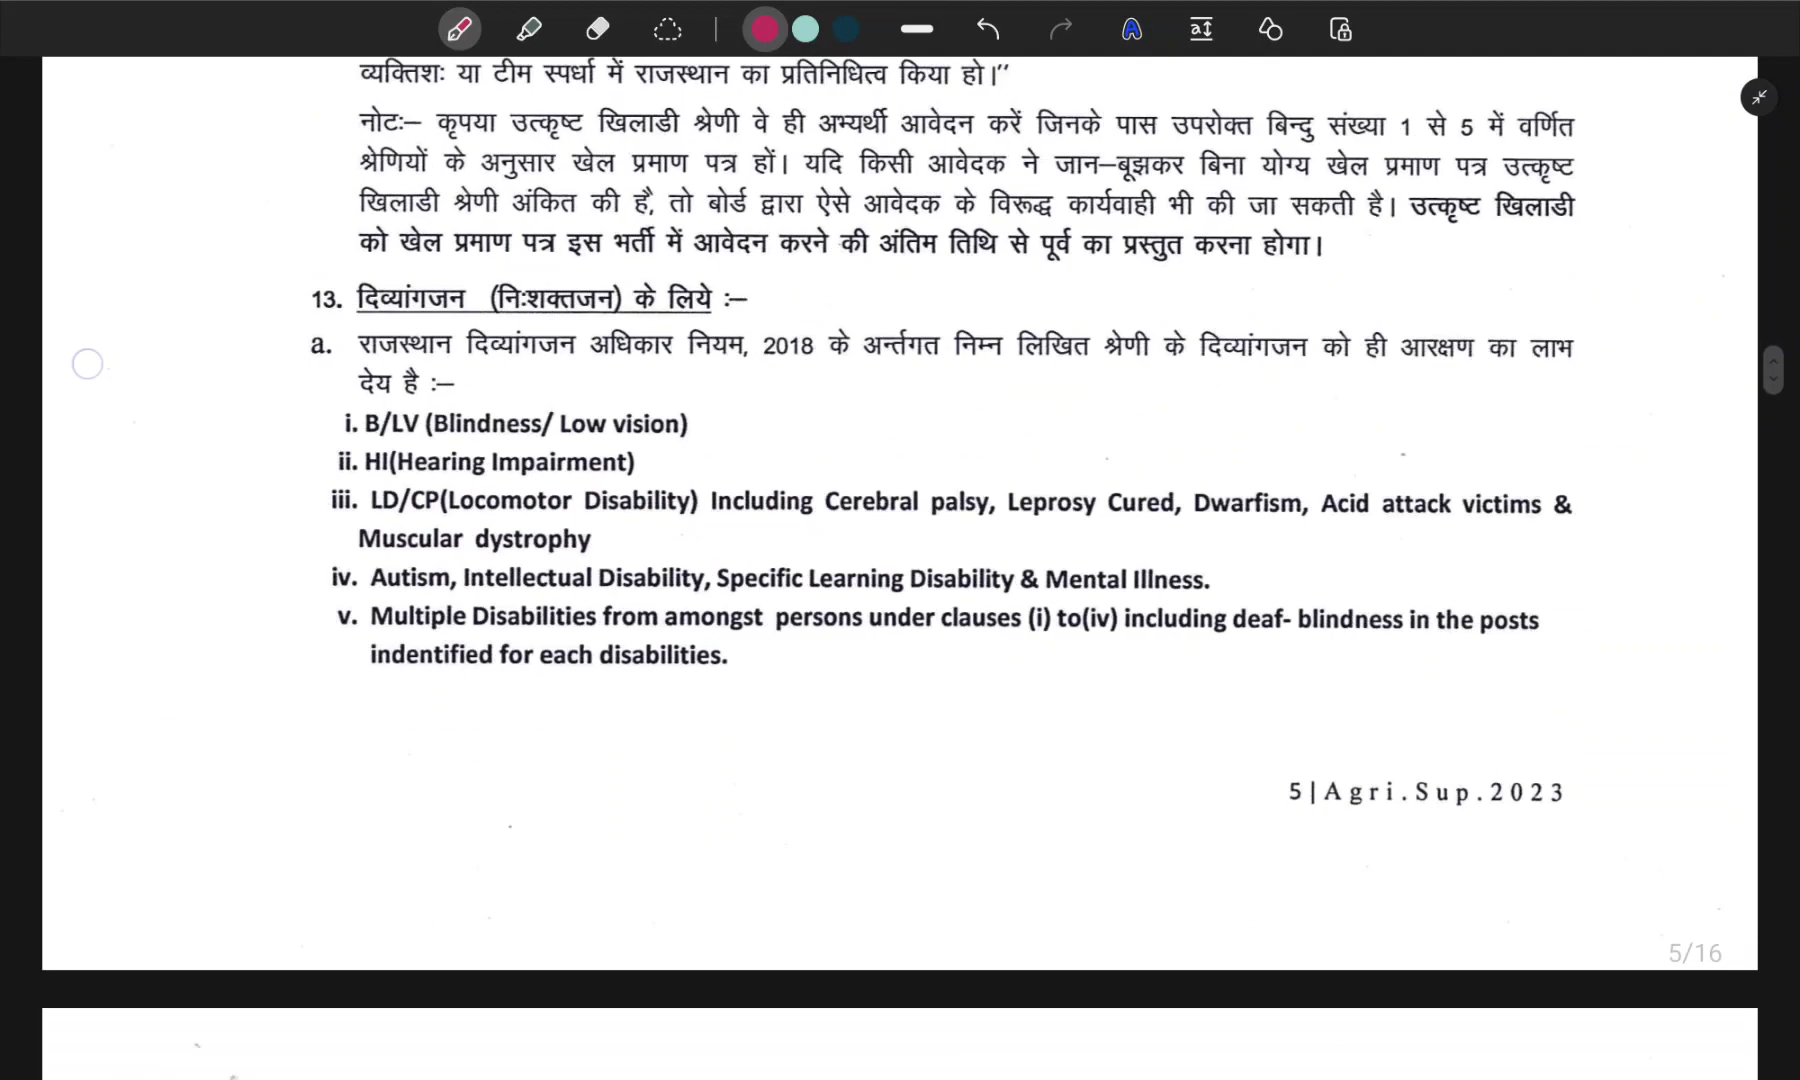 व्यक्तिशः या टीम स्पर्धा में राजस्थान का प्रतिनिधित्व किया हो।’’
नोटः– कृपया उत्कृष्ट खिलाडी श्रेणी वे ही अभ्यर्थी आवेदन करें जिनके पास उपरोक्त बिन्दु संख्या 1 से 5 में वर्णित
श्रेणियों के अनुसार खेल प्रमाण पत्र हों। यदि किसी आवेदक ने जान–बूझकर बिना योग्य खेल प्रमाण पत्र उत्कृष्ट
खिलाडी श्रेणी अंकित की है, तो बोर्ड द्वारा ऐसे आवेदक के विरूद्ध कार्यवाही भी की जा सकती है। उत्कृष्ट खिलाडी
को खेल प्रमाण पत्र इस भर्ती में आवेदन करने की अंतिम तिथि से पूर्व का प्रस्तुत करना होगा।
13. दिव्यांगजन (निःशक्तजन) के लिये :–
a. राजस्थान दिव्यांगजन अधिकार नियम, 2018 के अर्न्तगत निम्न लिखित श्रेणी के दिव्यांगजन को ही आरक्षण का लाभ
देय है :–
i. B/LV (Blindness/ Low vision)
ii. HI(Hearing Impairment)
iii. LD/CP(Locomotor Disability) Including Cerebral palsy, Leprosy Cured, Dwarfism, Acid attack victims &
Muscular dystrophy
iv. Autism, Intellectual Disability, Specific Learning Disability & Mental Illness.
v. Multiple Disabilities from amongst persons under clauses (i) to(iv) including deaf- blindness in the posts
indentified for each disabilities.
5|Agri.Sup.2023
5/16